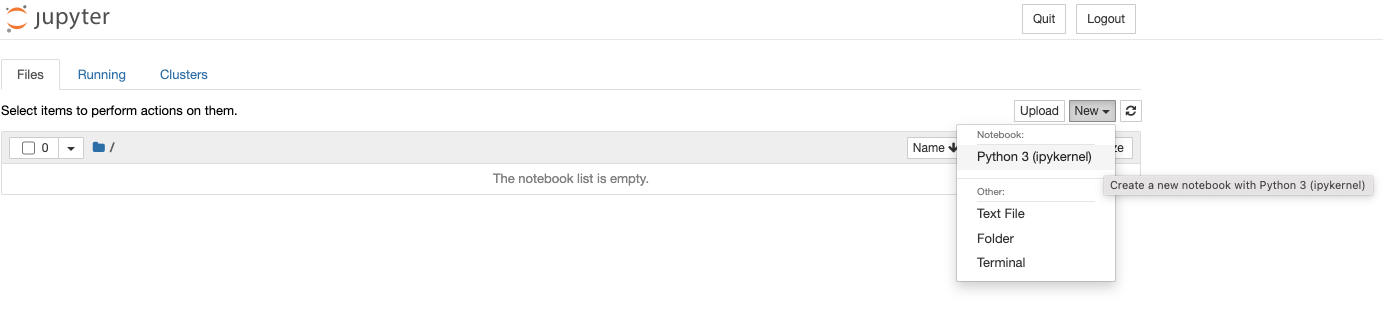 jupyter
Quit Logout
Files Running Clusters
Select items to perform actions on them.
Upload New
0 / Name
The notebook list is empty.
Notebook:
Python 3 (ipykernel)
Create a new notebook with Python 3 (ipykernel)
Other:
Text File
Folder
Terminal